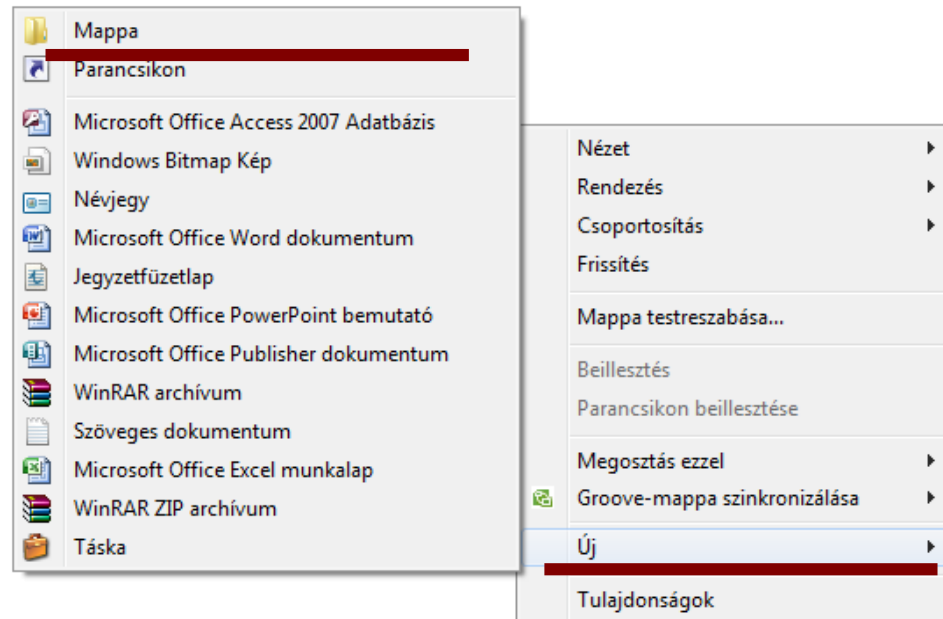 Mappa
Parancsikon
Microsoft Office Access 2007 Adatbázis
Windows Bitmap Kép
Névjegy
Microsoft Office Word dokumentum
Jegyzetfüzetlap
Microsoft Office PowerPoint bemutató
Microsoft Office Publisher dokumentum
WinRAR archívum
Szöveges dokumentum
Microsoft Office Excel munkalap
WinRAR ZIP archívum
Táska
Nézet
Rendezés
Csoportosítás
Frissítés
Mappa testreszabása...
Beillesztés
Parancsikon beillesztése
Megosztás ezzel
Groove-mappa szinkronizálása
Új
Tulajdonságok